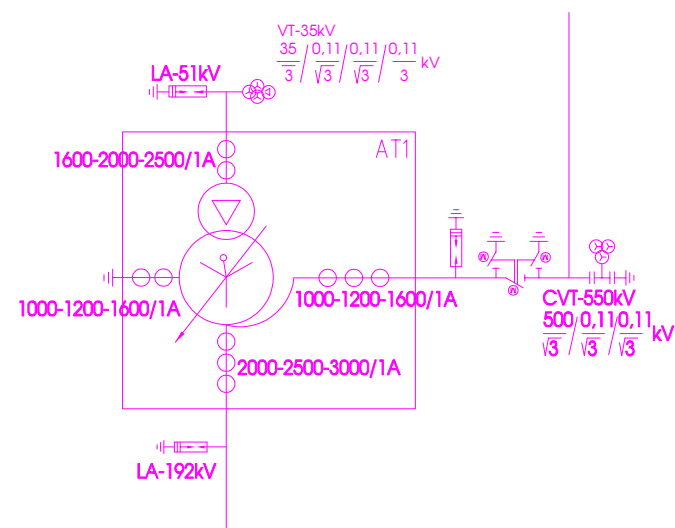 VT-35kV
35/3 / 0,11/√3 / 0,11/√3 / 0,11/3 kV
LA-51kV
AT1
1600-2000-2500/1A
M M
M
1000-1200-1600/1A
1000-1200-1600/1A
CVT-550kV
500/√3 / 0,11/√3 / 0,11/√3 kV
2000-2500-3000/1A
LA-192kV